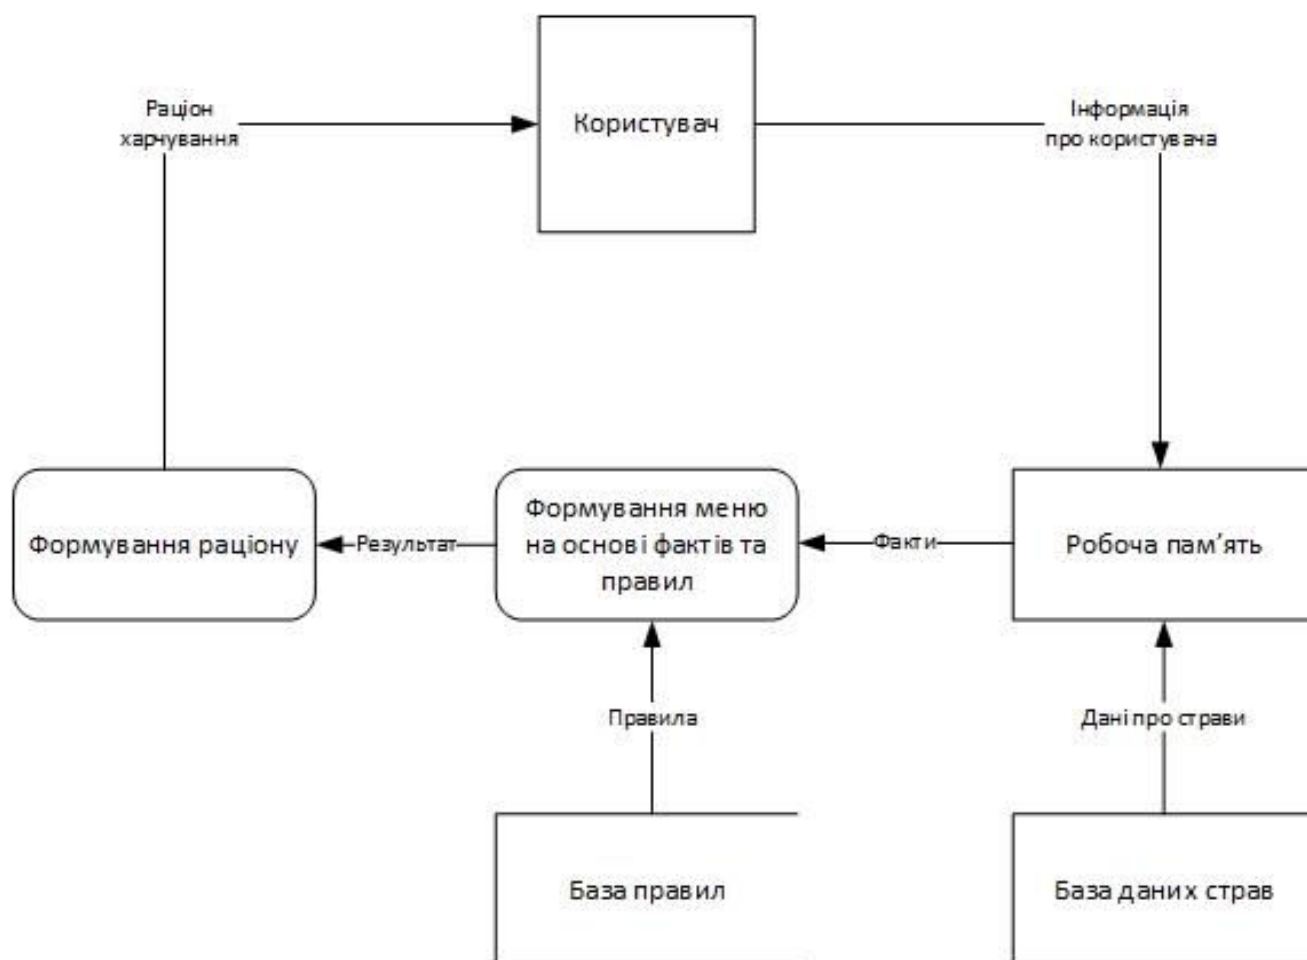 Раціон
харчування
Користувач
Інформація
про користувача
Формування раціону
Результат
Формування меню
на основі фактів та
правил
Факти
Робоча пам’ять
Правила
Дані про страви
База правил
База даних страв